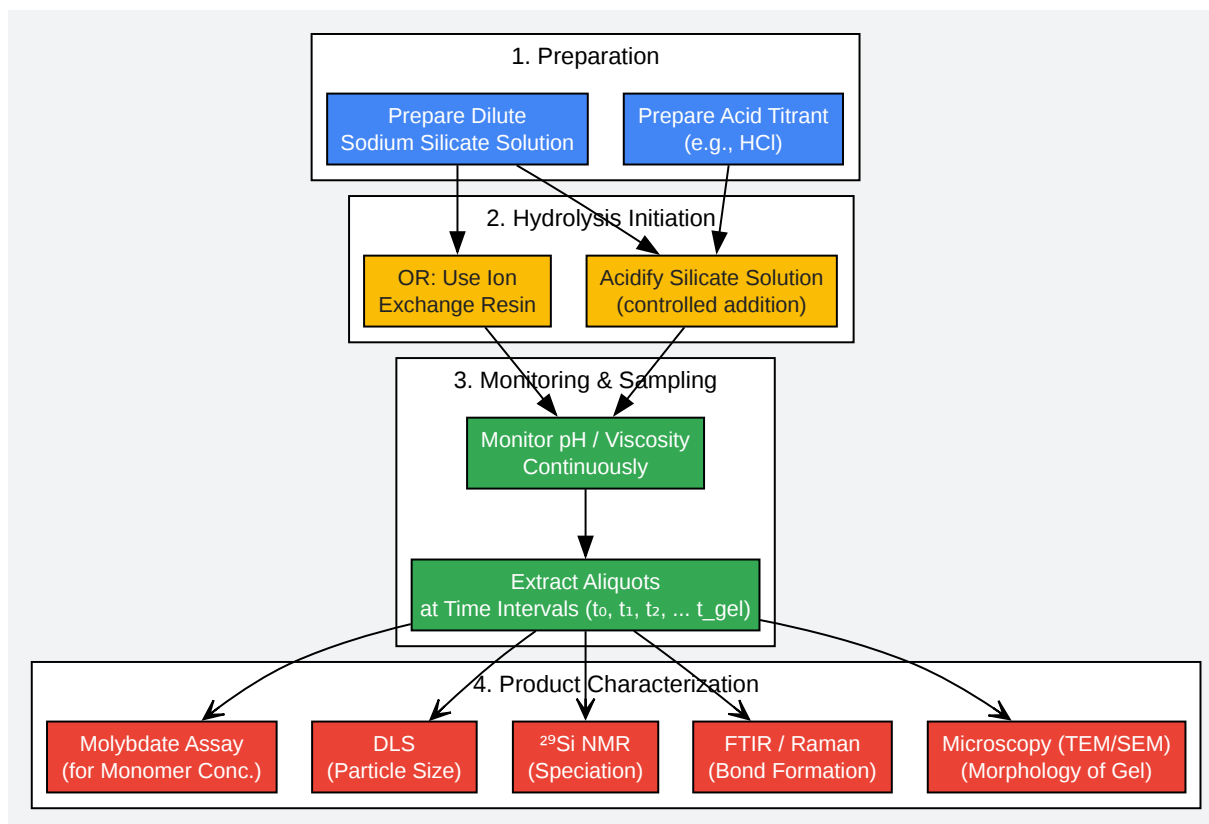 1. Preparation
Prepare Dilute
Sodium Silicate Solution
Prepare Acid Titrant
(e.g., HCl)
2. Hydrolysis Initiation
OR: Use Ion
Exchange Resin
Acidify Silicate Solution
(controlled addition)
3. Monitoring & Sampling
Monitor pH / Viscosity
Continuously
Extract Aliquots
at Time Intervals (t₀, t₁, t₂, ... t_gel)
4. Product Characterization
Molybdate Assay
(for Monomer Conc.)
DLS
(Particle Size)
²⁹Si NMR
(Speciation)
FTIR / Raman
(Bond Formation)
Microscopy (TEM/SEM)
(Morphology of Gel)